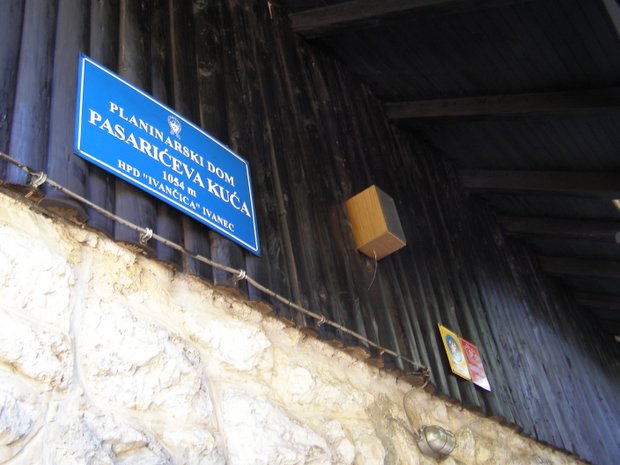 PLANINARSKI DOM
PASARIĆEVA KUĆA
1054 m
HPD "IVANČICA" IVANEC